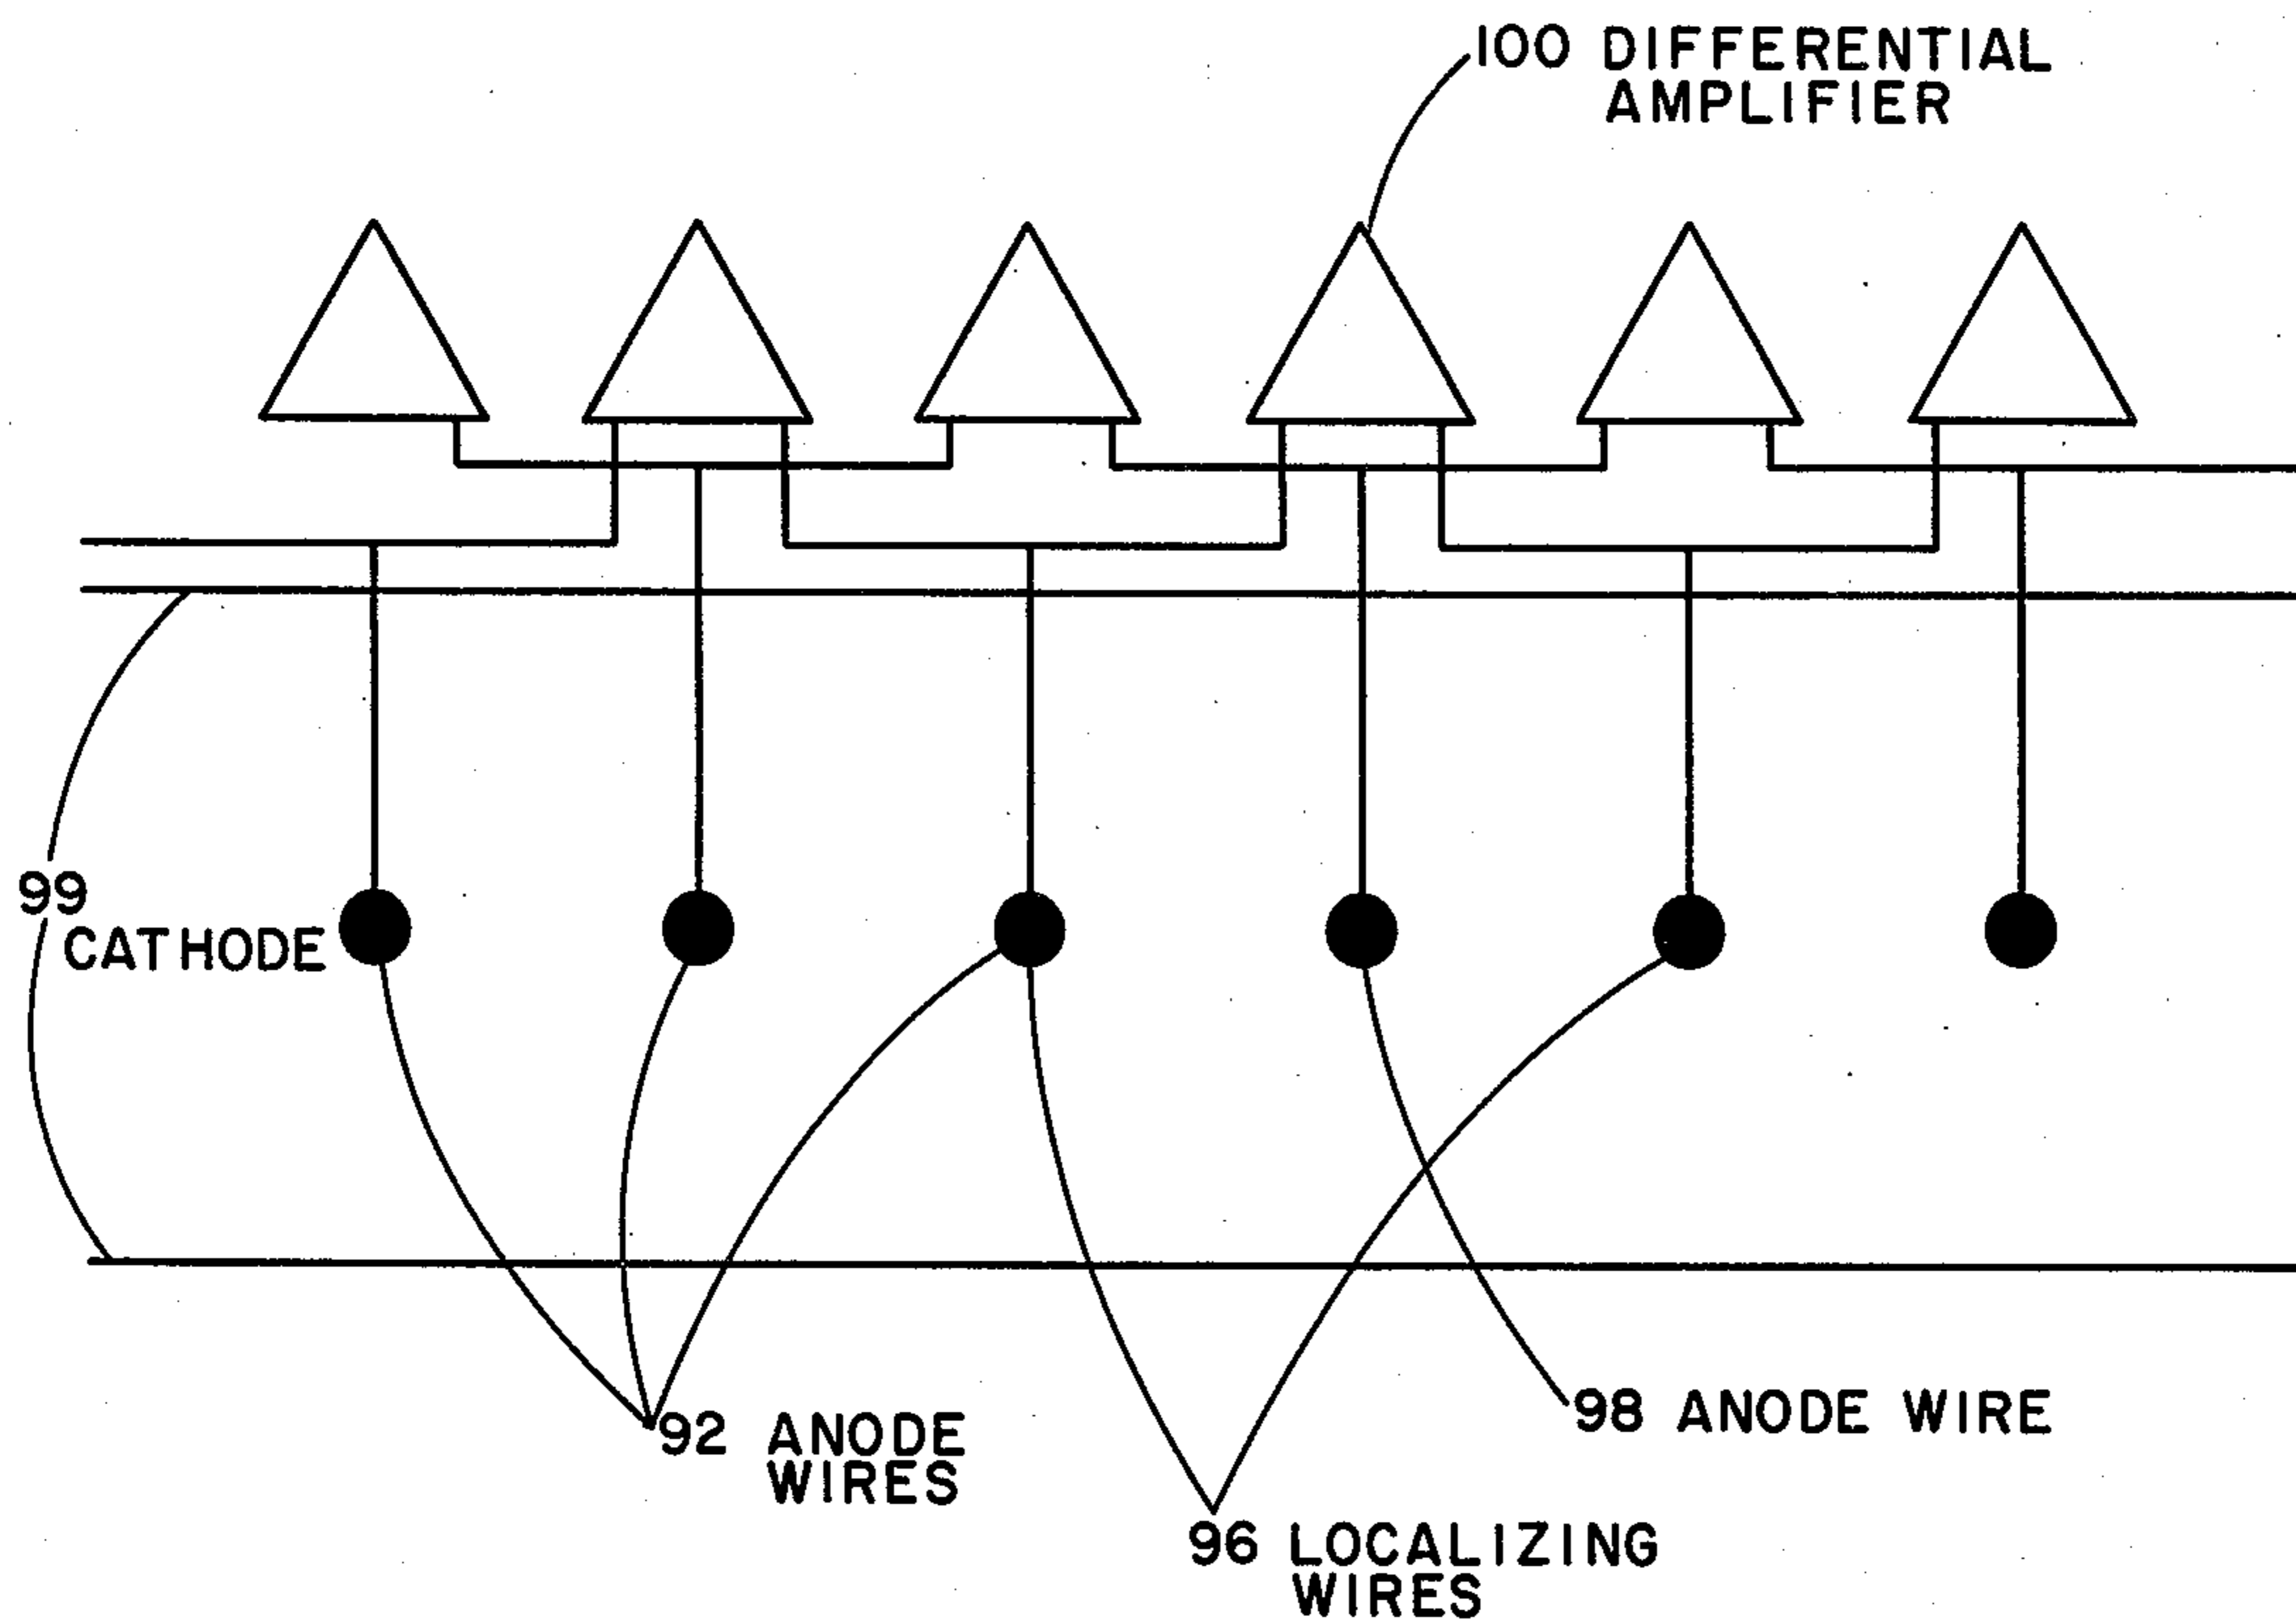 100 DIFFERENTIAL
AMPLIFIER
99
CATHODE
92 ANODE
WIRES
98 ANODE WIRE
96 LOCALIZING
WIRES